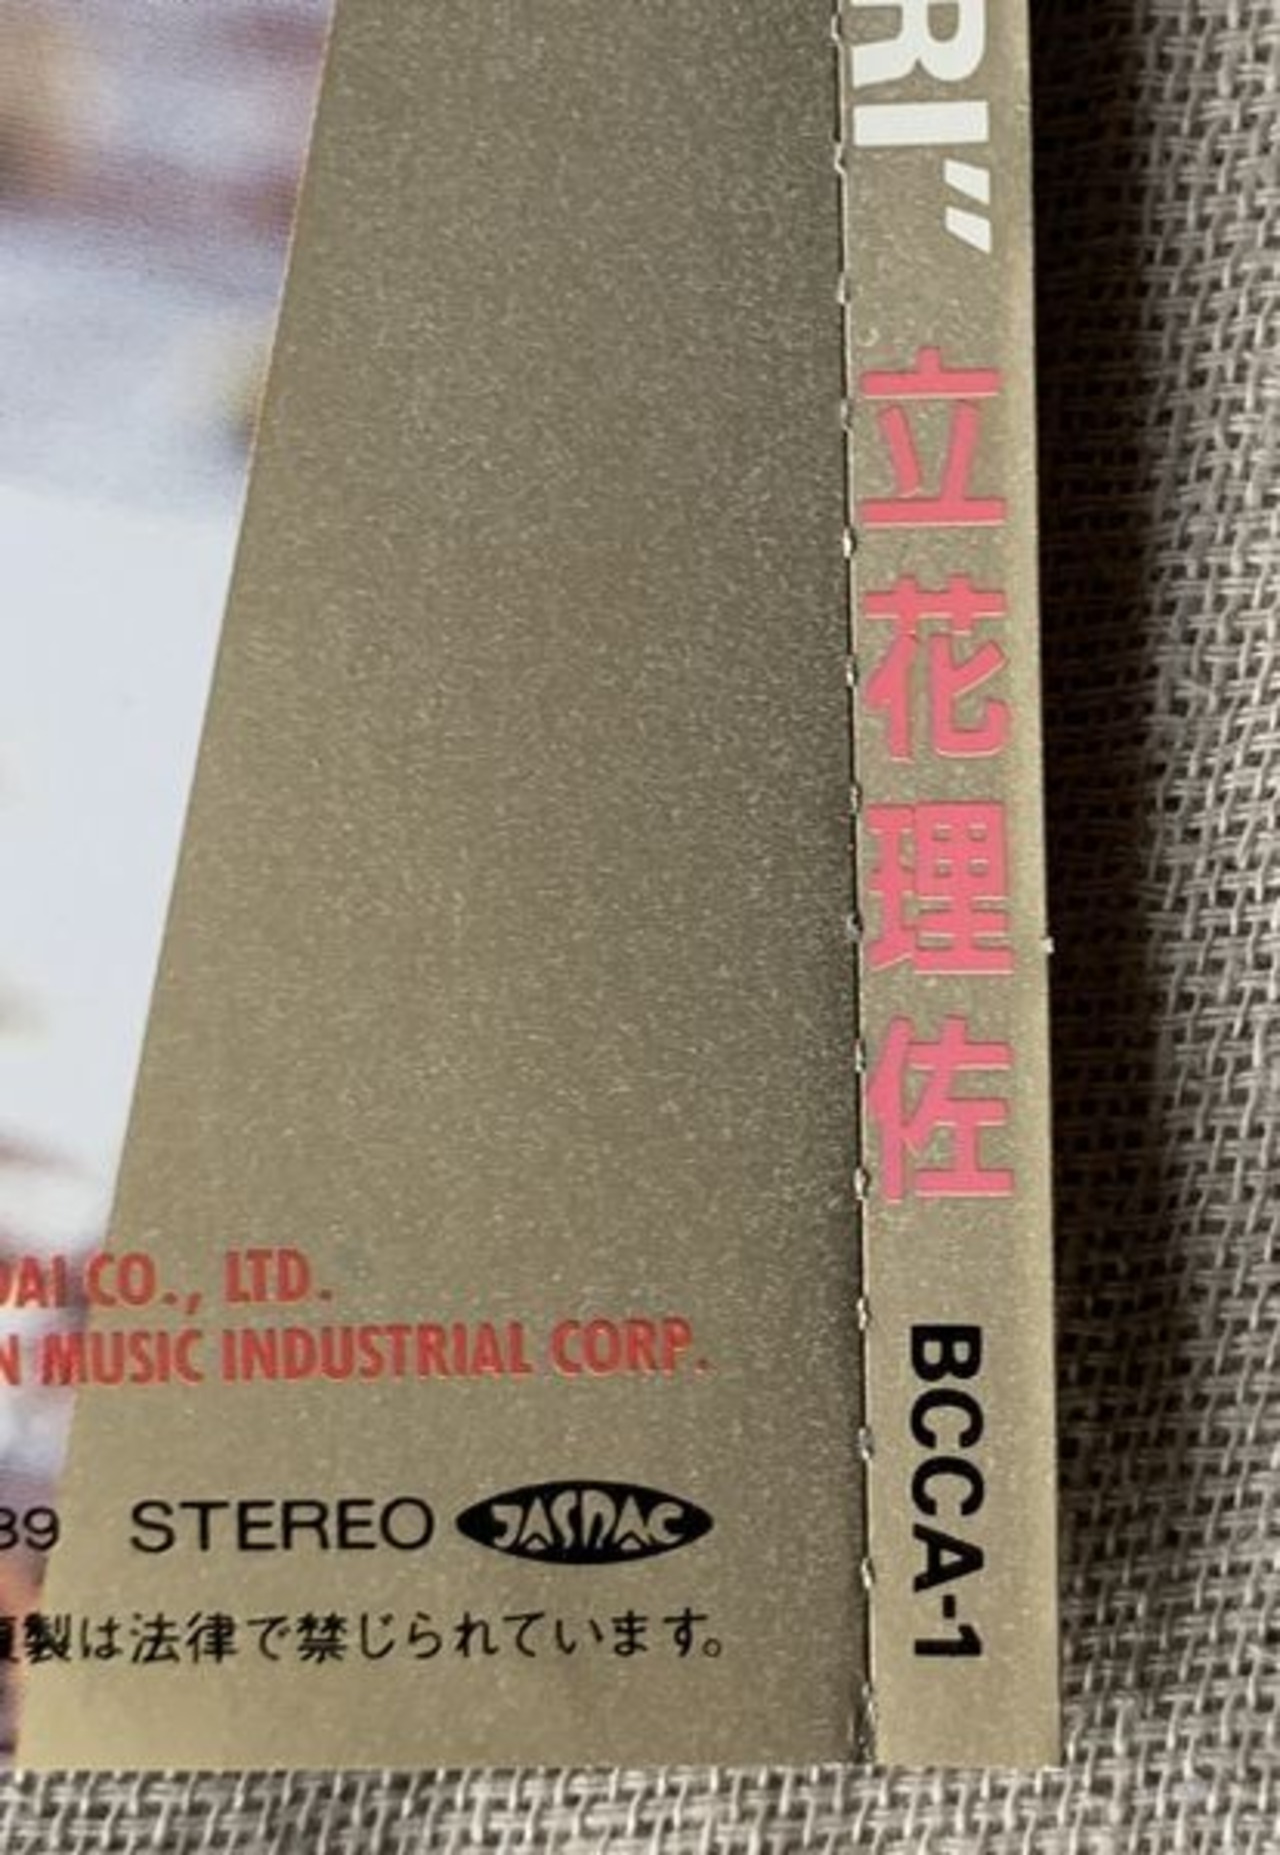 RI”
立花理佐
BCCA-1
CO., LTD.
MUSIC INDUSTRIAL CORP.
89 STEREO JASRAC
複製は法律で禁じられています。